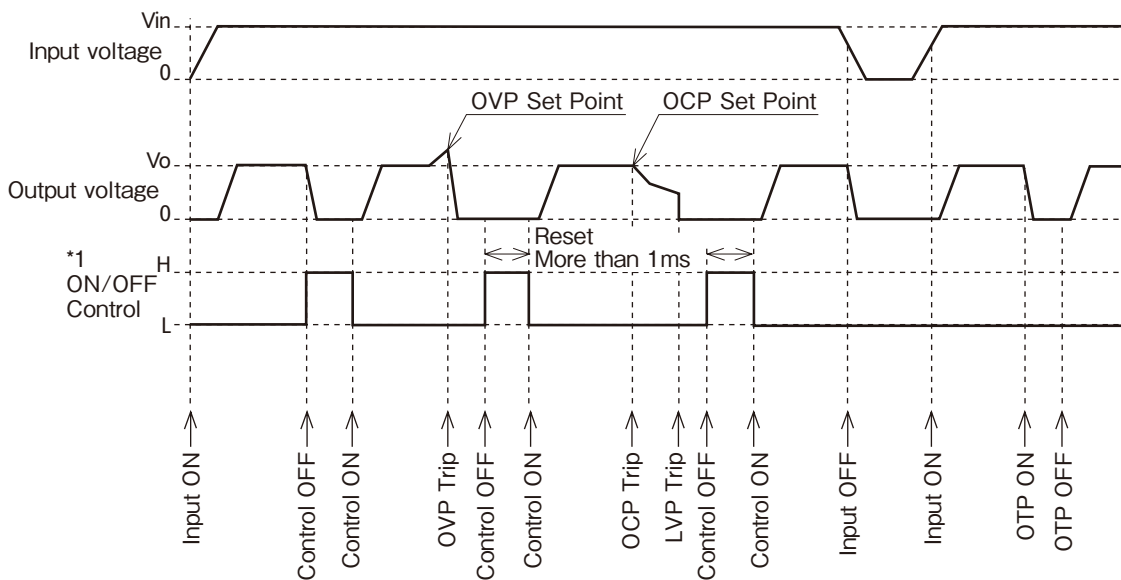 Vin
Input voltage
0
OVP Set Point
OCP Set Point
Vo
Output voltage
0
Reset
More than 1ms
*1
ON/OFF
Control
H
L
Input ON
Control OFF
Control ON
OVP Trip
Control OFF
Control ON
OCP Trip
LVP Trip
Control OFF
Control ON
Input OFF
Input ON
OTP ON
OTP OFF